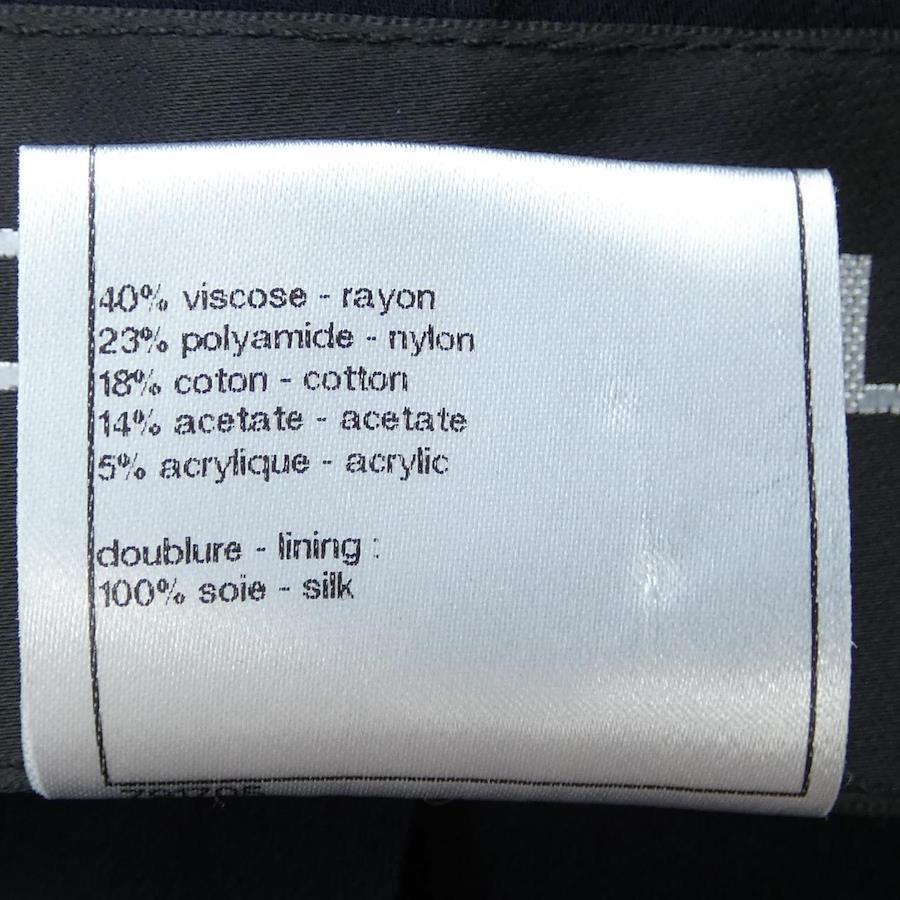 40% viscose - rayon
23% polyamide - nylon
18% coton - cotton
14% acetate - acetate
5% acrylique - acrylic
doublure - lining :
100% soie - silk